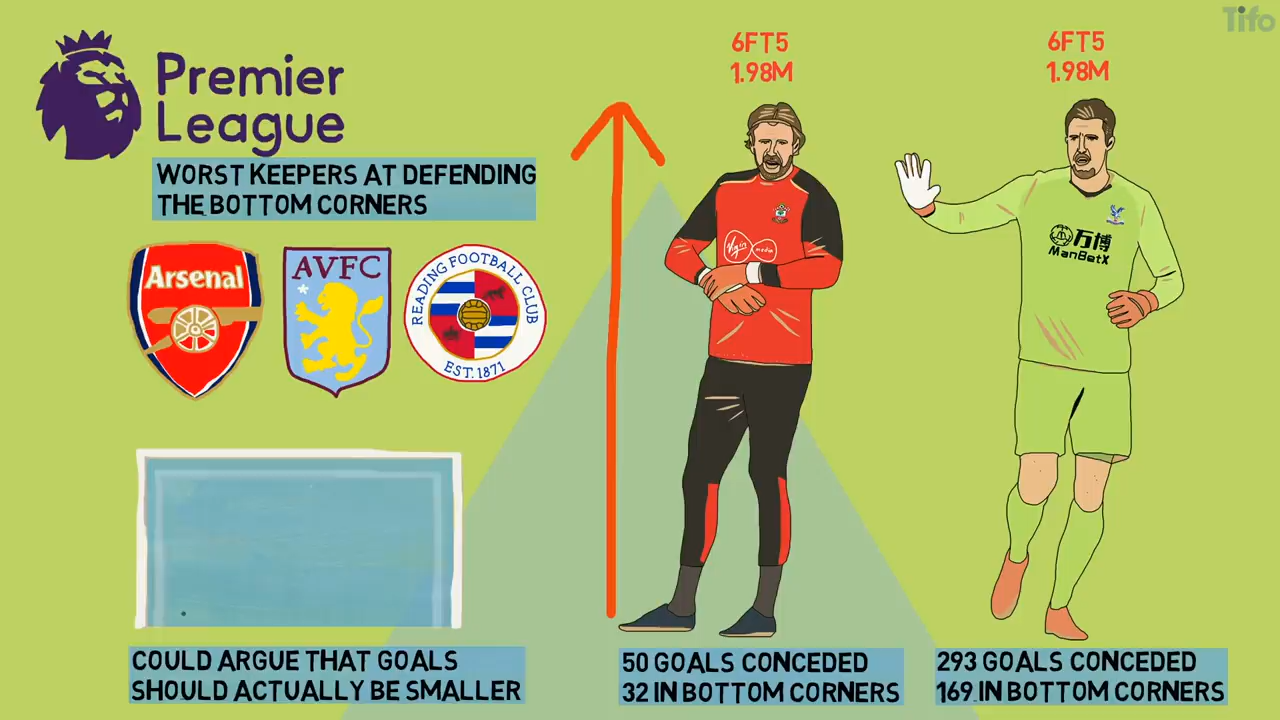 Tifo
Premier
League
WORST KEEPERS AT DEFENDING
THE BOTTOM CORNERS
Arsenal
AVFC
READING FOOTBALL CLUB
EST. 1871
6FT5
1.98M
6FT5
1.98M
Virgin media
万博
ManBetX
COULD ARGUE THAT GOALS
SHOULD ACTUALLY BE SMALLER
50 GOALS CONCEDED
32 IN BOTTOM CORNERS
293 GOALS CONCEDED
169 IN BOTTOM CORNERS